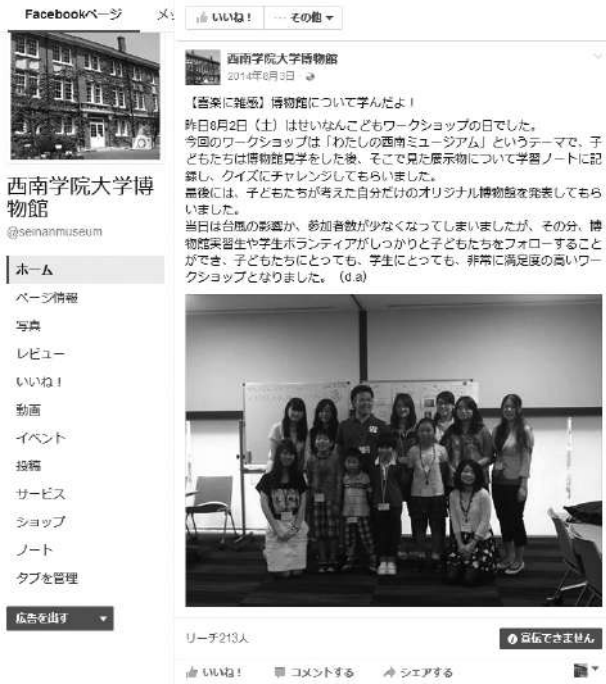 Facebookページ
いいね！
その他
西南学院大学博物館
2014年8月3日
西南学院大学博
物館
@seinanmuseum
ホーム
ページ情報
写真
レビュー
いいね！
動画
イベント
投稿
サービス
ショップ
ノート
タブを管理
広告を出す
【喜楽に雑感】博物館について学んだよ！
昨日8月2日（土）はせいなんこどもワークショップの日でした。
今回のワークショップは「わたしの西南ミュージアム」というテーマで、子
どもたちは博物館見学をした後、そこで見た展示物について学習ノートに記
録し、クイズにチャレンジしてもらいました。
最後には、子どもたちが考えた自分だけのオリジナル博物館を発表してもら
いました。
当日は台風の影響か、参加者数が少なくなってしまいましたが、その分、博
物館実習生や学生ボランティアがしっかりと子どもたちをフォローすること
ができ、子どもたちにとっても、学生にとっても、非常に満足度の高いワー
クショップとなりました。（d.a）
リーチ213人
宣伝できません
いいね！
コメントする
シェアする